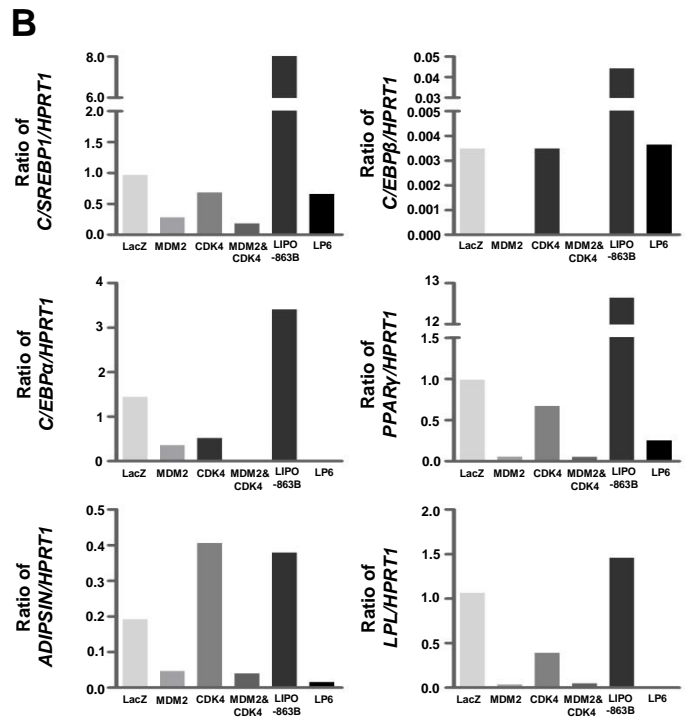 B
Ratio of
C/SREBP1/HPRT1
8.0
6.0
2.0
1.0
0.5
0.0
LacZ MDM2 CDK4 MDM2& CDK4 LIPO -863B LP6
Ratio of
C/EBPβ/HPRT1
0.05
0.04
0.03
0.006
0.004
0.003
0.002
0.001
0.000
LacZ MDM2 CDK4 MDM2& CDK4 LIPO -863B LP6
Ratio of
C/EBPα/HPRT1
4
3
2
1
0
LacZ MDM2 CDK4 MDM2& CDK4 LIPO -863B LP6
Ratio of
PPARγ/HPRT1
13
12
1.5
1.0
0.5
0.0
LacZ MDM2 CDK4 MDM2& CDK4 LIPO -863B LP6
Ratio of
ADIPSIN/HPRT1
0.5
0.4
0.3
0.2
0.1
0.0
LacZ MDM2 CDK4 MDM2& CDK4 LIPO -863B LP6
Ratio of
LPL/HPRT1
2.0
1.5
1.0
0.5
0.0
LacZ MDM2 CDK4 MDM2& CDK4 LIPO -863B LP6